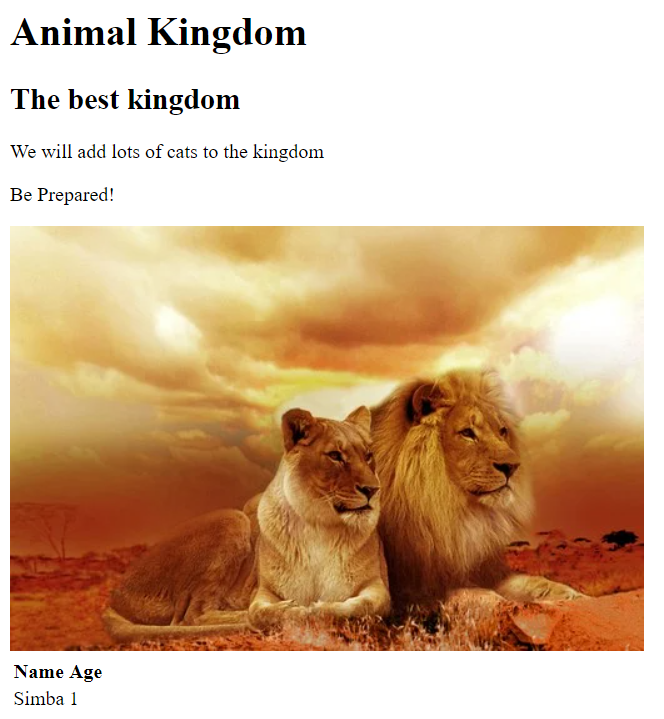 Animal Kingdom
The best kingdom
We will add lots of cats to the kingdom
Be Prepared!
Name Age
Simba 1